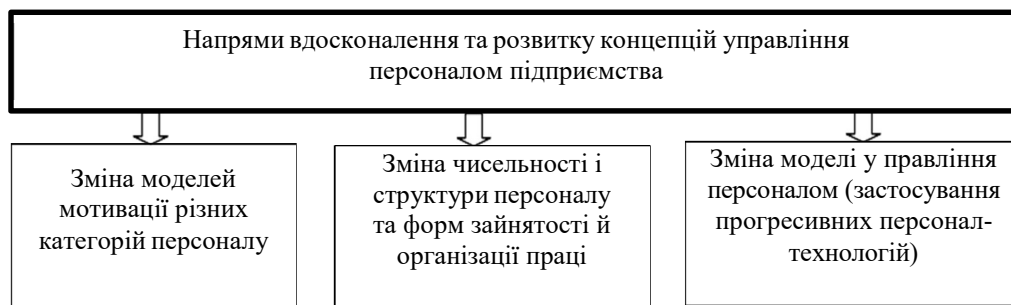 Напрями вдосконалення та розвитку концепцій управління
персоналом підприємства
Зміна моделей
мотивації різних
категорій персоналу
Зміна чисельності і
структури персоналу
та форм зайнятості й
організації праці
Зміна моделі у правління
персоналом (застосування
прогресивних персонал-
технологій)